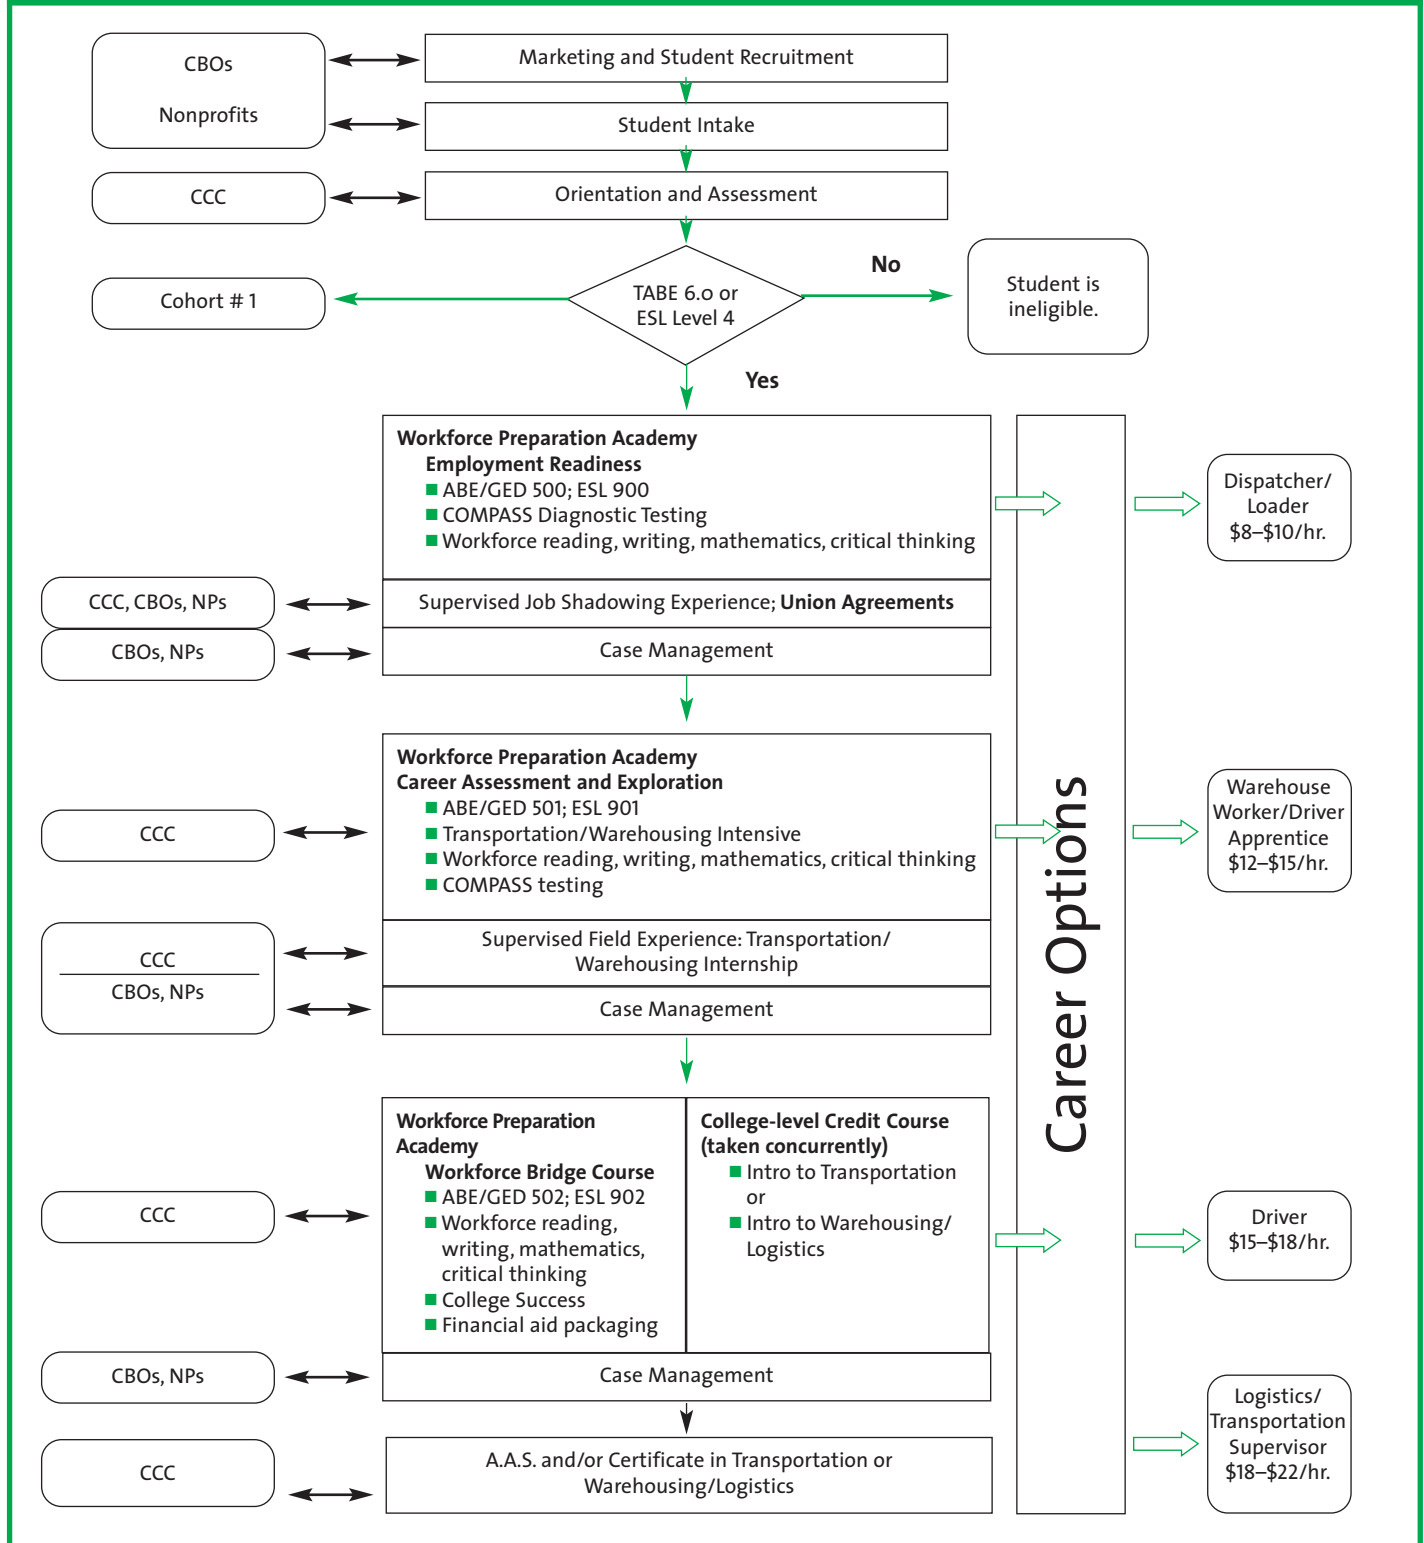 CBOs
Nonprofits
Marketing and Student Recruitment
Student Intake
CCC
Orientation and Assessment
Cohort # 1
TABE 6.0 or
ESL Level 4
No
Student is
ineligible.
Yes
Workforce Preparation Academy
Employment Readiness
ABE/GED 500; ESL 900
COMPASS Diagnostic Testing
Workforce reading, writing, mathematics, critical thinking
CCC, CBOs, NPs
Supervised Job Shadowing Experience; Union Agreements
CBOs, NPs
Case Management
Dispatcher/
Loader
$8–$10/hr.
Workforce Preparation Academy
Career Assessment and Exploration
ABE/GED 501; ESL 901
Transportation/Warehousing Intensive
Workforce reading, writing, mathematics, critical thinking
COMPASS testing
CCC
Warehouse
Worker/Driver
Apprentice
$12–$15/hr.
CCC
CBOs, NPs
Supervised Field Experience: Transportation/
Warehousing Internship
Case Management
Career Options
Workforce Preparation
Academy
Workforce Bridge Course
ABE/GED 502; ESL 902
Workforce reading,
writing, mathematics,
critical thinking
College Success
Financial aid packaging
College-level Credit Course
(taken concurrently)
Intro to Transportation
or
Intro to Warehousing/
Logistics
CCC
Driver
$15–$18/hr.
CBOs, NPs
Case Management
CCC
A.A.S. and/or Certificate in Transportation or
Warehousing/Logistics
Logistics/
Transportation
Supervisor
$18–$22/hr.